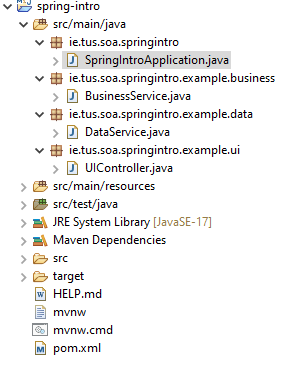 spring-intro
src/main/java
ie.tus.soa.springintro
SpringIntroApplication.java
ie.tus.soa.springintro.example.business
BusinessService.java
ie.tus.soa.springintro.example.data
DataService.java
ie.tus.soa.springintro.example.ui
UIController.java
src/main/resources
src/test/java
JRE System Library [JavaSE-17]
Maven Dependencies
src
target
HELP.md
mvnw
mvnw.cmd
pom.xml